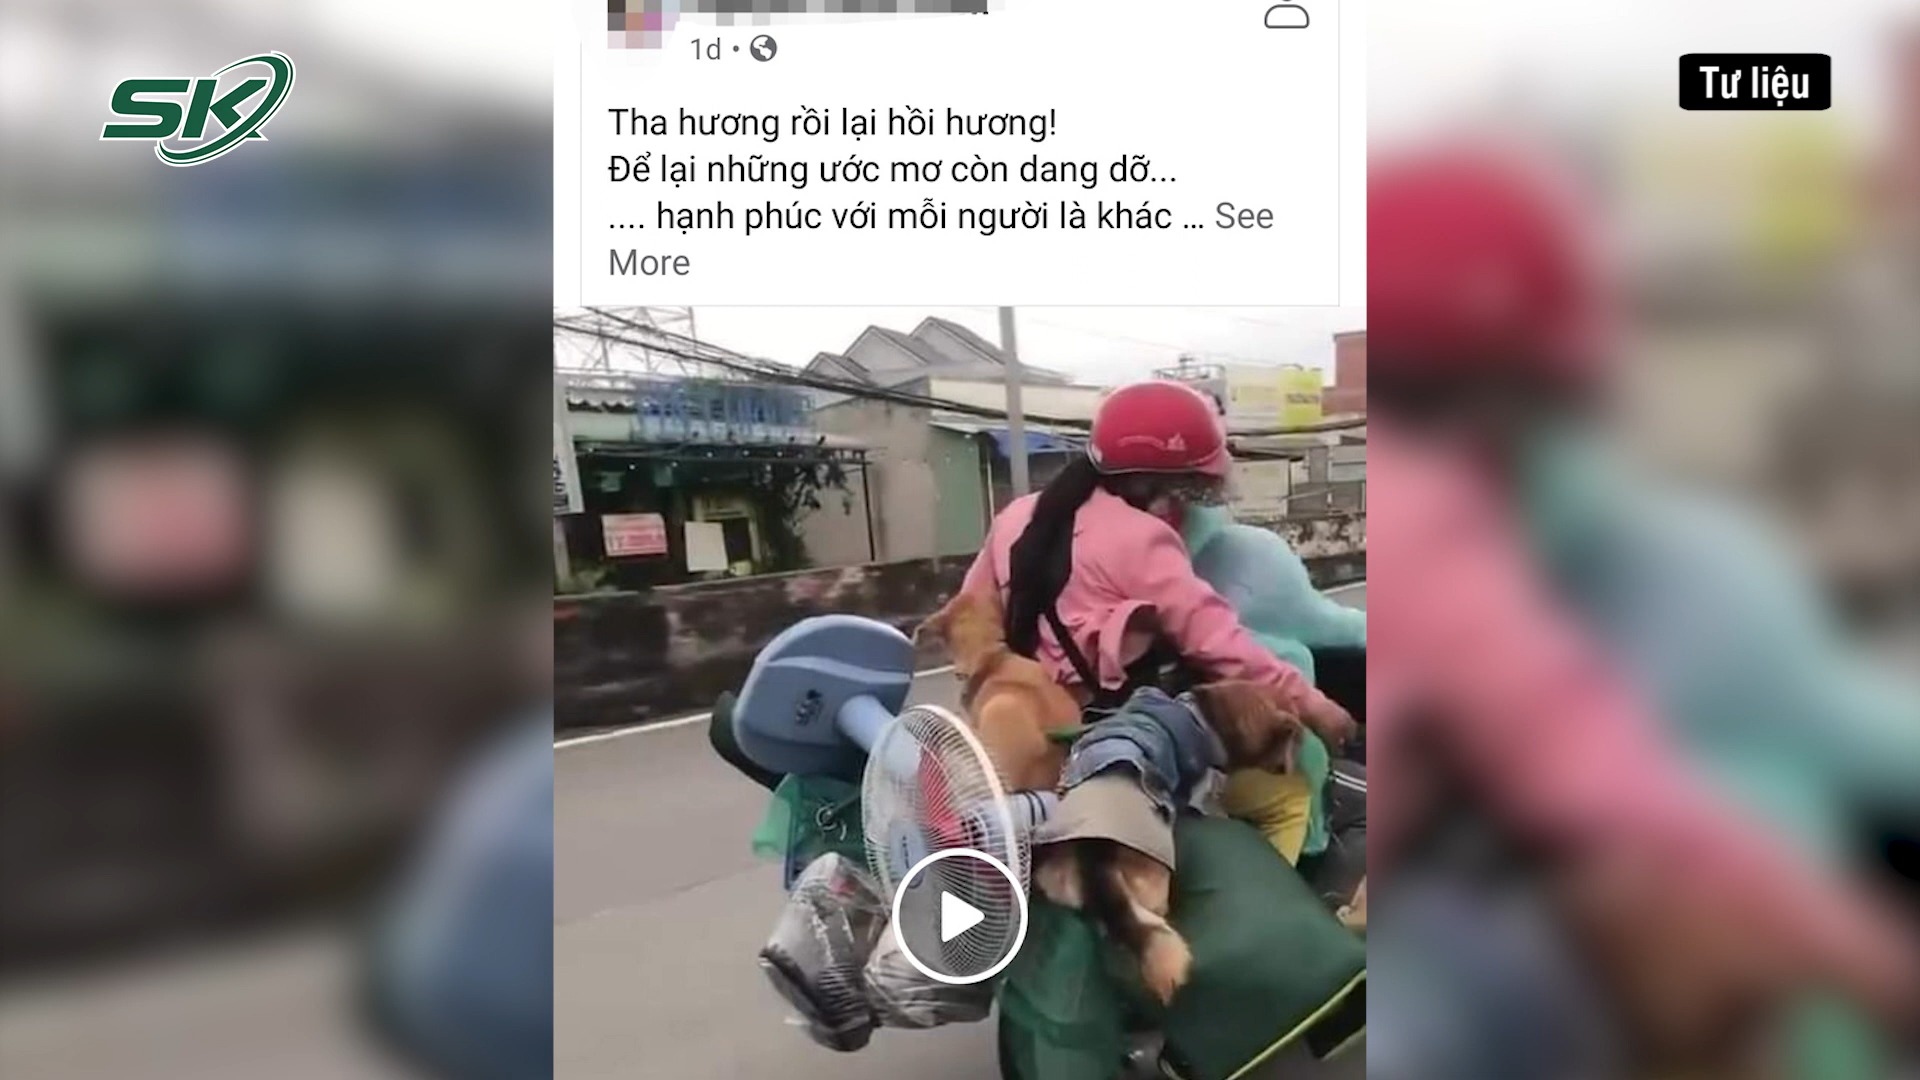 SK
Tư liệu
1d •
Tha hương rồi lại hồi hương!
Để lại những ước mơ còn dang dỡ...
.... hạnh phúc với mỗi người là khác ... See
More